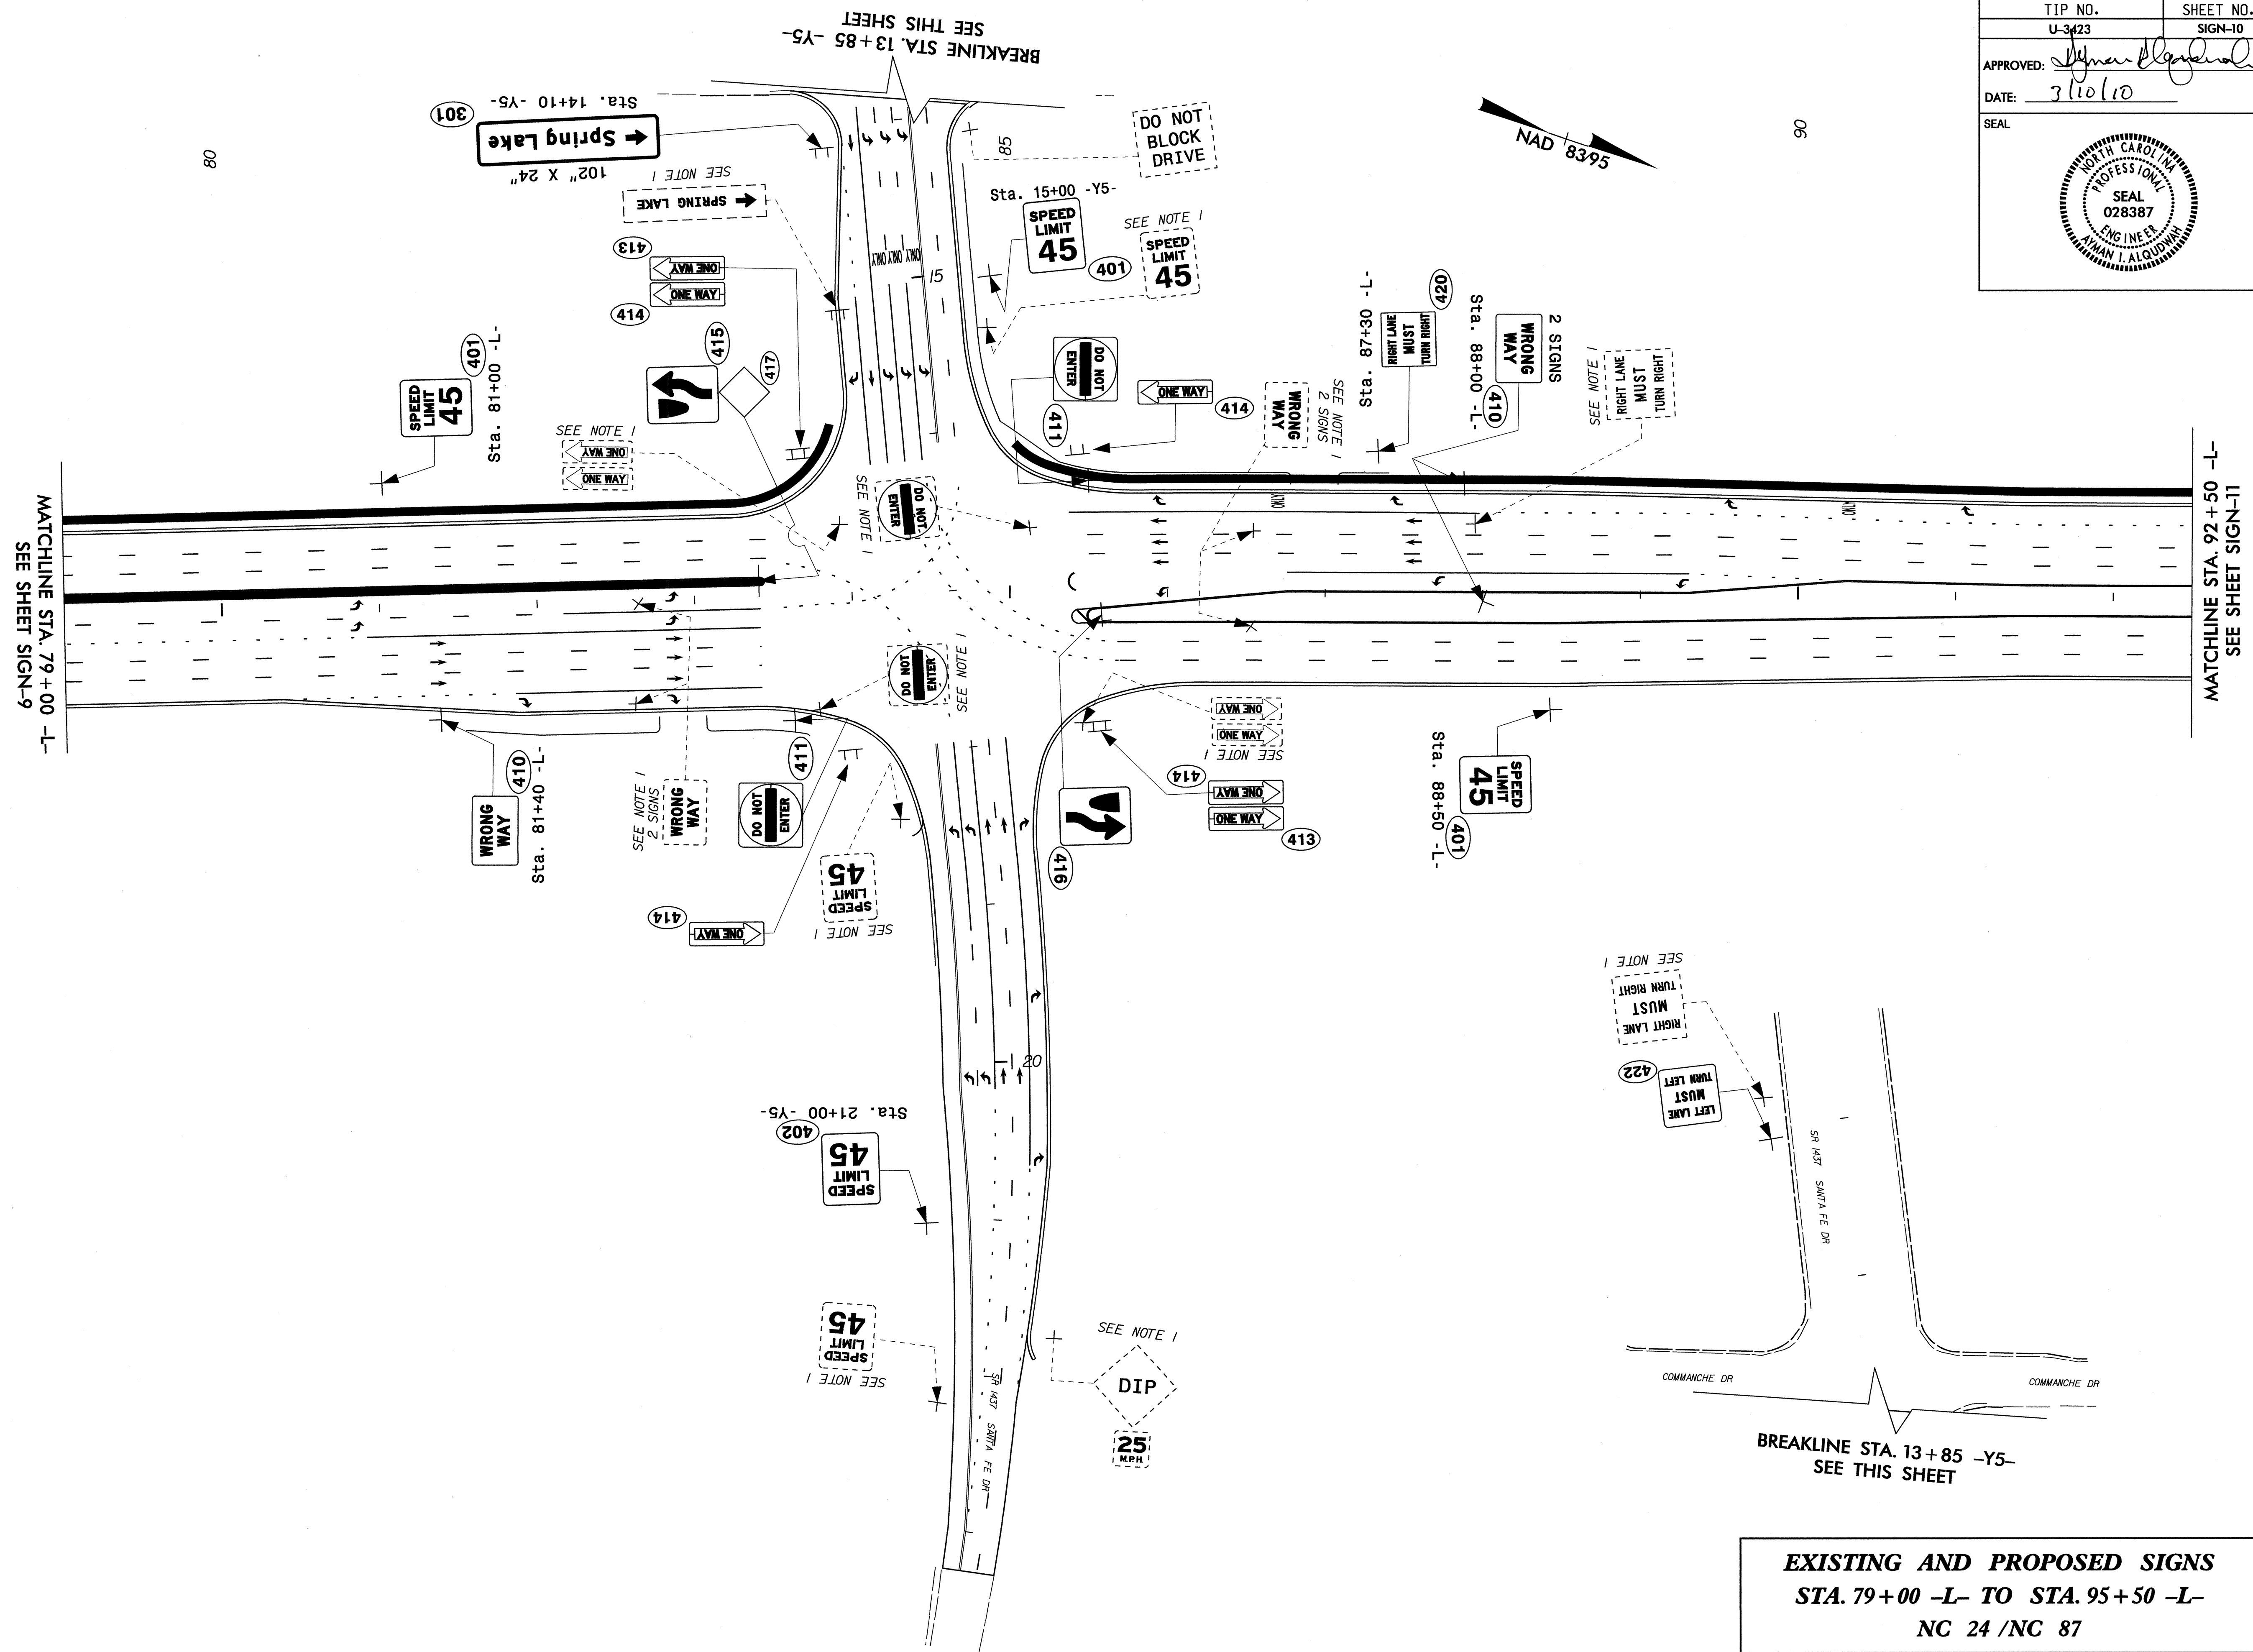 TIP NO.
SHEET NO.
U-3423
SIGN-10
APPROVED:
DATE: 3/10/10
SEAL
NORTH CAROLINA
PROFESSIONAL
SEAL
028387
ENGINEER
AYMAN I. ALQUDWAH
BREAKLINE STA. 13+85 -Y5-
SEE THIS SHEET
NAD 83/95
80
85
90
301
Sta. 14+10 -Y5-
← Spring Lake
102" X 24"
SEE NOTE 1
← SPRING LAKE
DO NOT
BLOCK
DRIVE
Sta. 15+00 -Y5-
SPEED
LIMIT
45
401
SEE NOTE 1
SPEED
LIMIT
45
413
ONE WAY
ONE WAY
414
415
417
ONLY ONLY ONLY
15
SPEED
LIMIT
45
401
Sta. 81+00 -L-
SEE NOTE 1
ONE WAY
ONE WAY
DO NOT
ENTER
411
ONE WAY
414
WRONG
WAY
SEE NOTE 1
2 SIGNS
Sta. 87+30 -L-
RIGHT LANE
MUST
TURN RIGHT
420
Sta. 88+00 -L-
410
WRONG
WAY
2 SIGNS
SEE NOTE 1
RIGHT LANE
MUST
TURN RIGHT
DO NOT
ENTER
SEE NOTE 1
ONLY
ONLY
MATCHLINE STA. 79+00 -L-
SEE SHEET SIGN-9
MATCHLINE STA. 92+50 -L-
SEE SHEET SIGN-11
DO NOT
ENTER
SEE NOTE 1
WRONG
WAY
410
Sta. 81+40 -L-
SEE NOTE 1
2 SIGNS
WRONG
WAY
411
DO NOT
ENTER
414
ONE WAY
SPEED
LIMIT
45
SEE NOTE 1
416
ONE WAY
ONE WAY
SEE NOTE 1
414
ONE WAY
ONE WAY
413
Sta. 88+50 -L-
SPEED
LIMIT
45
401
20
Sta. 21+00 -Y5-
402
SPEED
LIMIT
45
SPEED
LIMIT
45
SEE NOTE 1
SR 1437 SANTA FE DR
SEE NOTE 1
DIP
25
M.P.H.
SEE NOTE 1
RIGHT LANE
MUST
TURN RIGHT
422
LEFT LANE
MUST
TURN LEFT
SR 1437 SANTA FE DR
COMMANCHE DR
COMMANCHE DR
BREAKLINE STA. 13+85 -Y5-
SEE THIS SHEET
EXISTING AND PROPOSED SIGNS
STA. 79+00 -L- TO STA. 95+50 -L-
NC 24 /NC 87